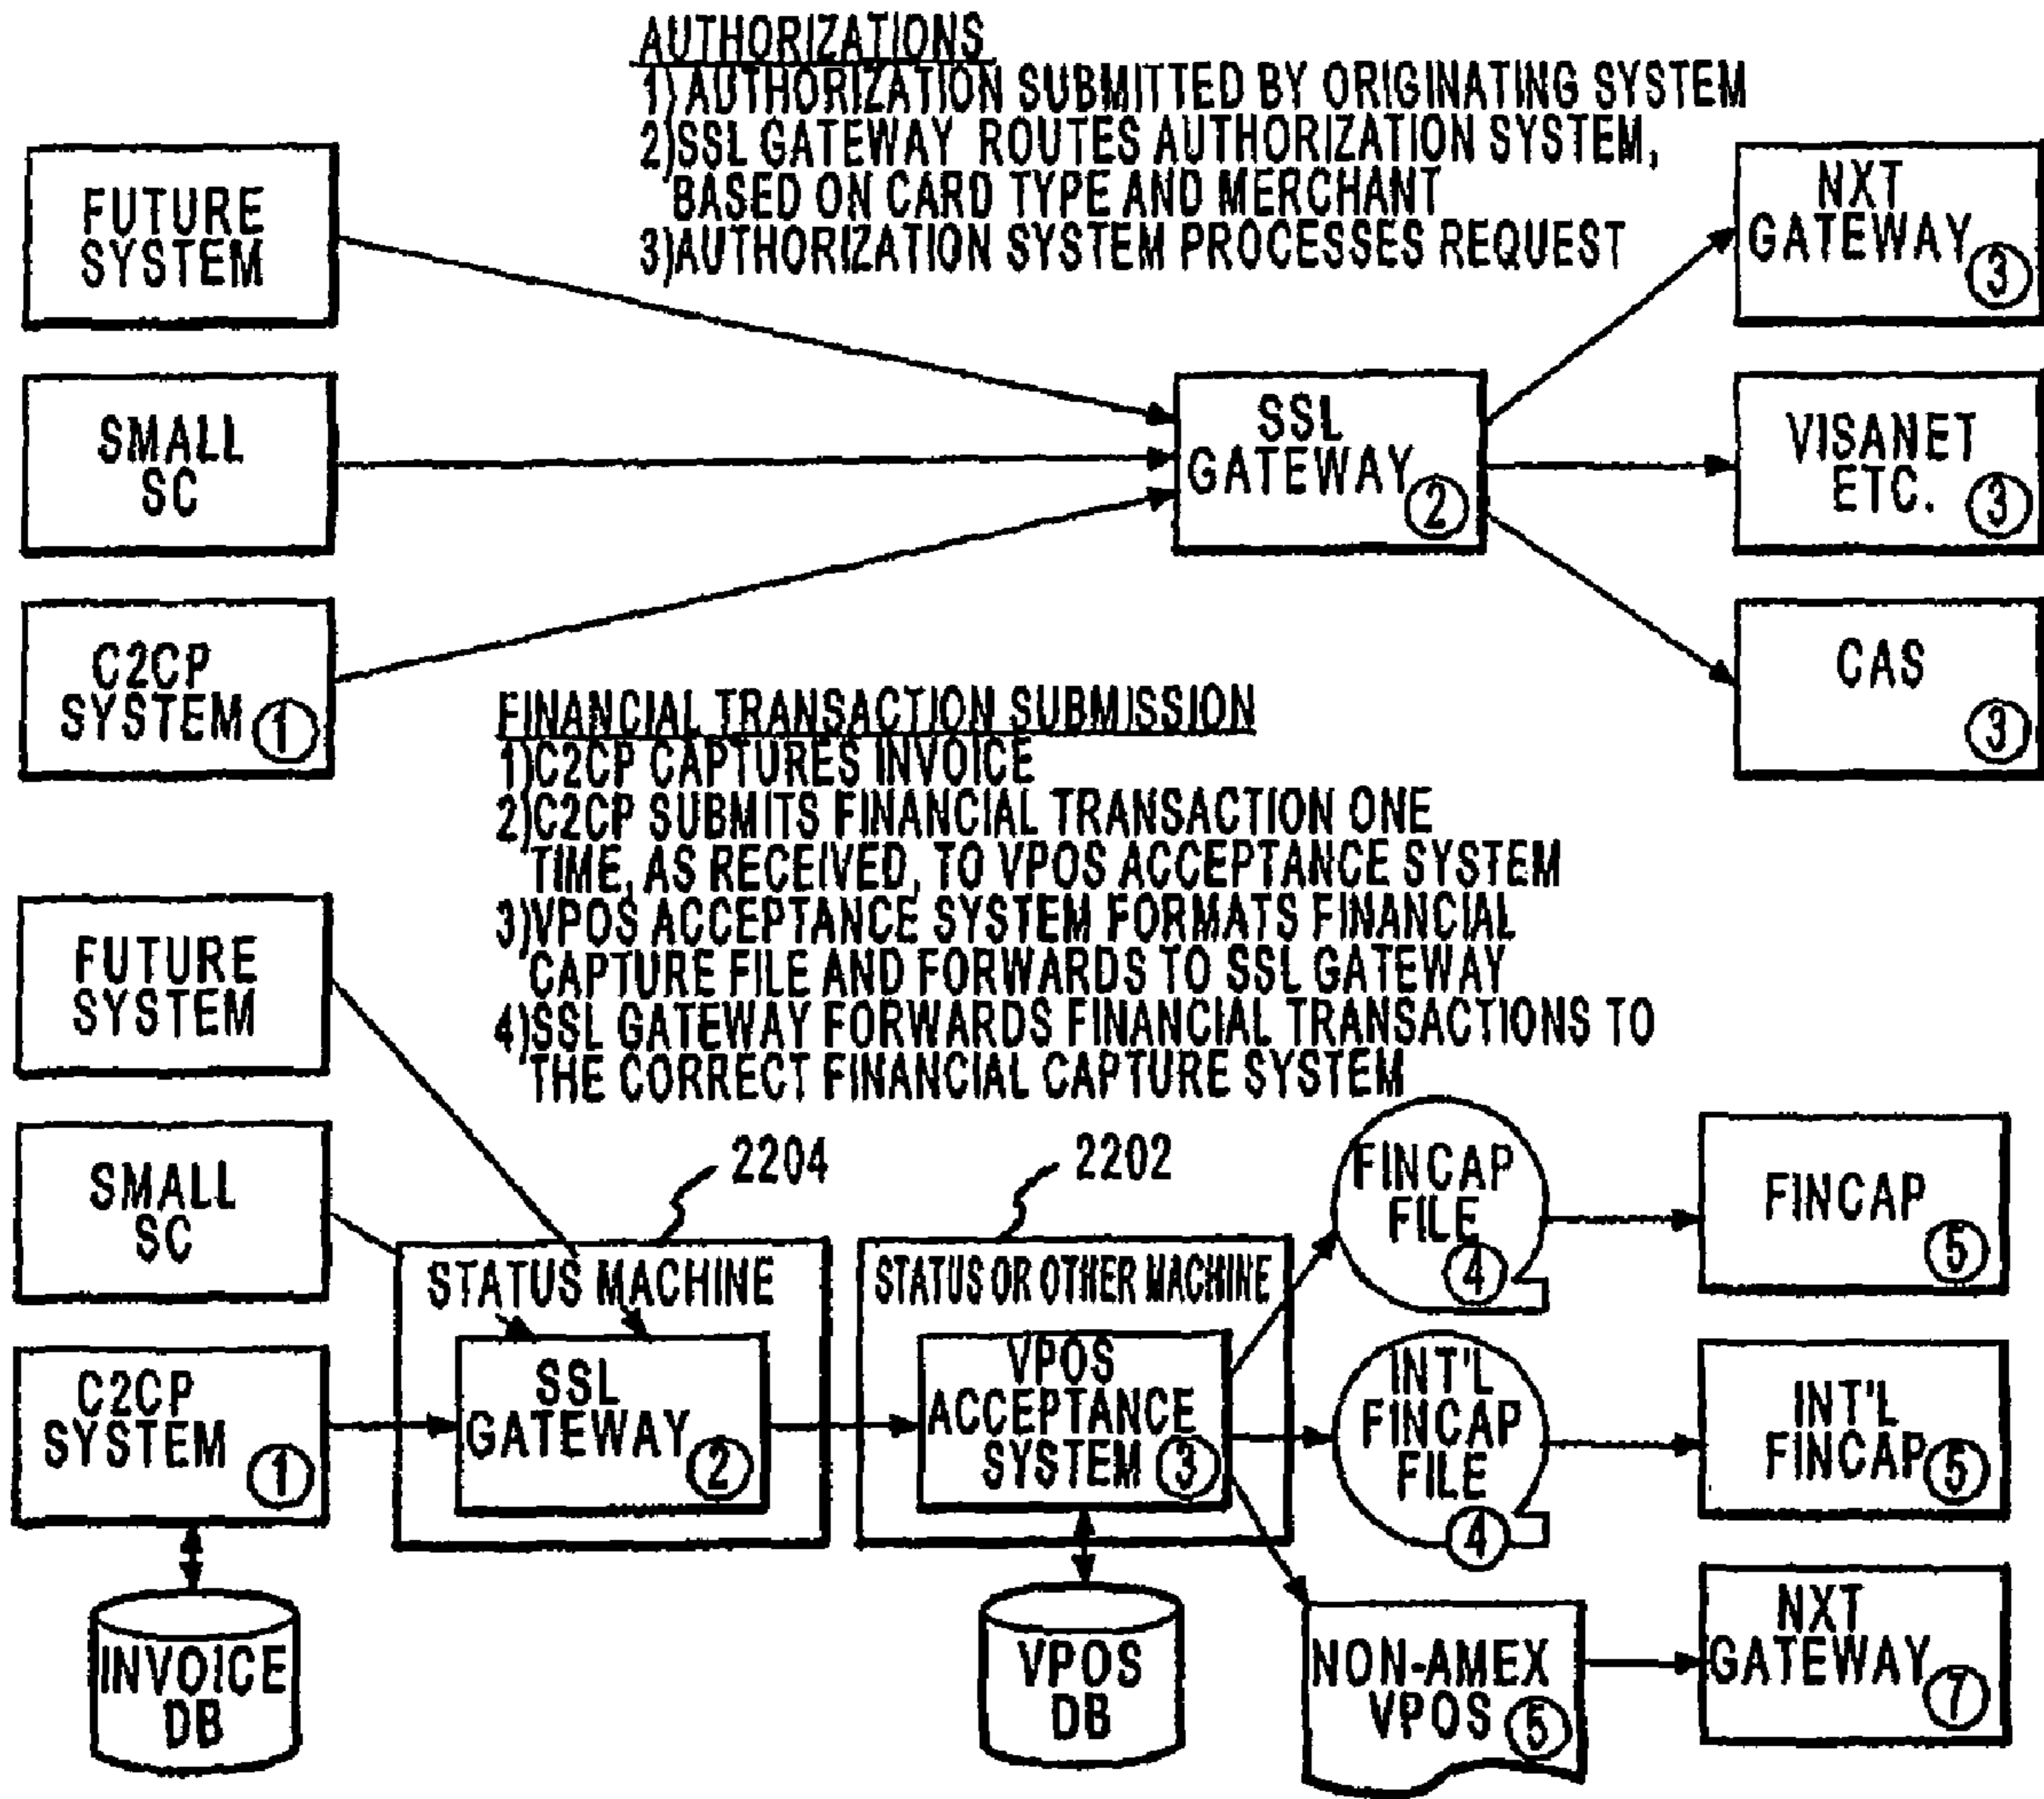 AUTHORIZATIONS
1) AUTHORIZATION SUBMITTED BY ORIGINATING SYSTEM
2)SSL GATEWAY ROUTES AUTHORIZATION SYSTEM,
BASED ON CARD TYPE AND MERCHANT
3)AUTHORIZATION SYSTEM PROCESSES REQUEST
FUTURE
SYSTEM
SMALL
SC
C2CP
SYSTEM 1
SSL
GATEWAY 2
NXT
GATEWAY 3
VISANET
ETC. 3
CAS
3
FINANCIAL TRANSACTION SUBMISSION
1)C2CP CAPTURES INVOICE
2)C2CP SUBMITS FINANCIAL TRANSACTION ONE
TIME, AS RECEIVED, TO VPOS ACCEPTANCE SYSTEM
3)VPOS ACCEPTANCE SYSTEM FORMATS FINANCIAL
CAPTURE FILE AND FORWARDS TO SSL GATEWAY
4)SSL GATEWAY FORWARDS FINANCIAL TRANSACTIONS TO
THE CORRECT FINANCIAL CAPTURE SYSTEM
FUTURE
SYSTEM
SMALL
SC
C2CP
SYSTEM 1
INVOICE
DB
2204
STATUS MACHINE
SSL
GATEWAY 2
2202
STATUS OR OTHER MACHINE
VPOS
ACCEPTANCE
SYSTEM 3
VPOS
DB
FINCAP
FILE
4
FINCAP
5
INT'L
FINCAP
FILE
4
INT'L
FINCAP 5
NON-AMEX
VPOS
NXT
GATEWAY 7